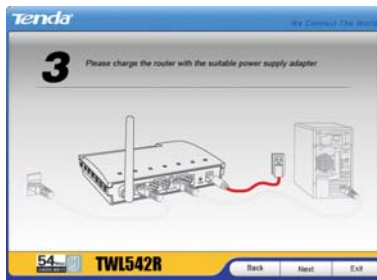 Tenda
We Connect The World
3
Please charge the router with the suitable power supply adapter
54Mbps
TWL542R
Back
Next
Exit